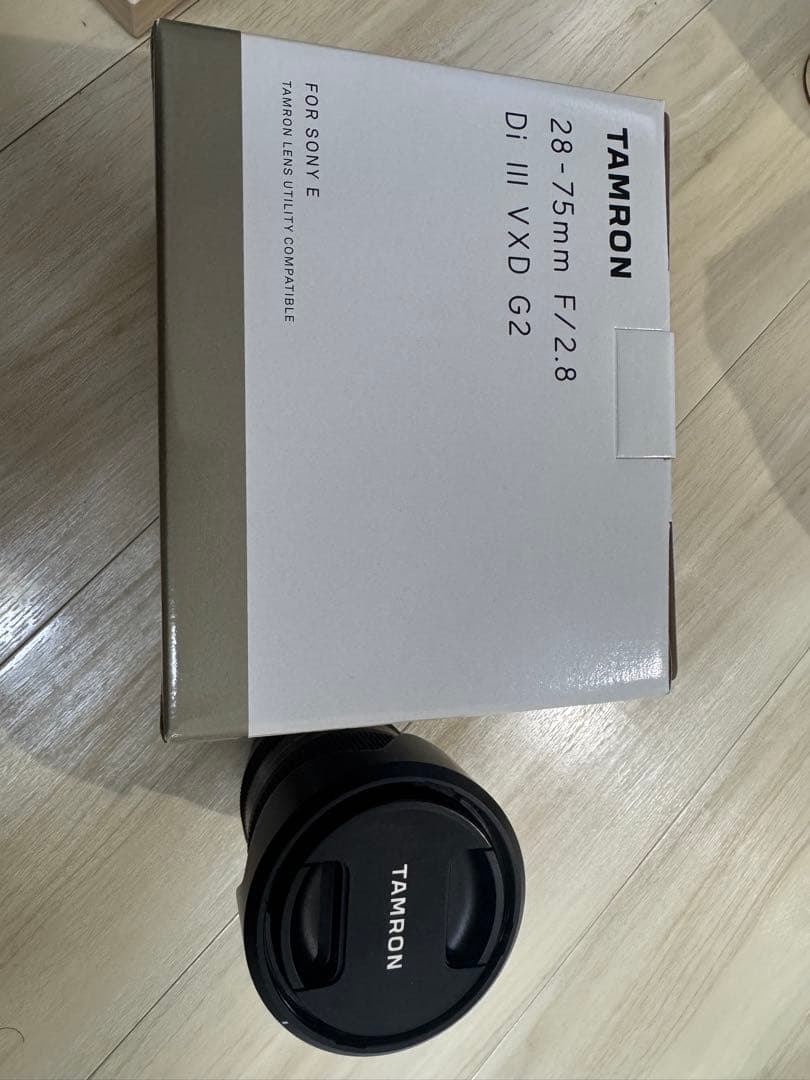 TAMRON
28-75mm F/2.8
Di III VXD G2
FOR SONY E
TAMRON LENS UTILITY COMPATIBLE
TAMRON